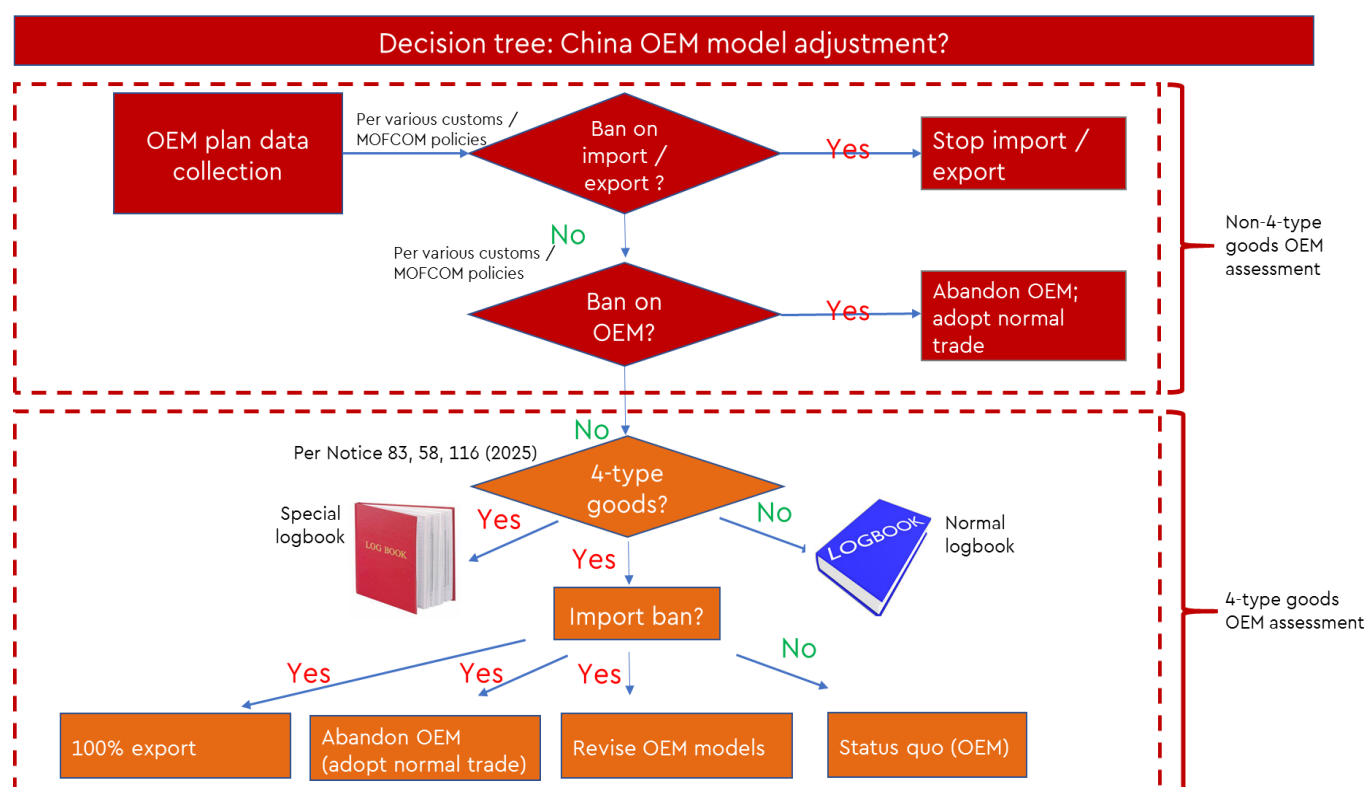 Decision tree: China OEM model adjustment?
OEM plan data
collection
Per various customs /
MOFCOM policies
Ban on
import /
export ?
Yes
Stop import /
export
No
Per various customs /
MOFCOM policies
Ban on
OEM?
Yes
Abandon OEM;
adopt normal
trade
Non-4-type
goods OEM
assessment
No
Per Notice 83, 58, 116 (2025)
4-type
goods?
Special
logbook
LOG BOOK
Yes
Yes
No
LOGBOOK
Normal
logbook
Import ban?
4-type goods
OEM assessment
Yes
Yes
Yes
No
100% export
Abandon OEM
(adopt normal trade)
Revise OEM models
Status quo (OEM)